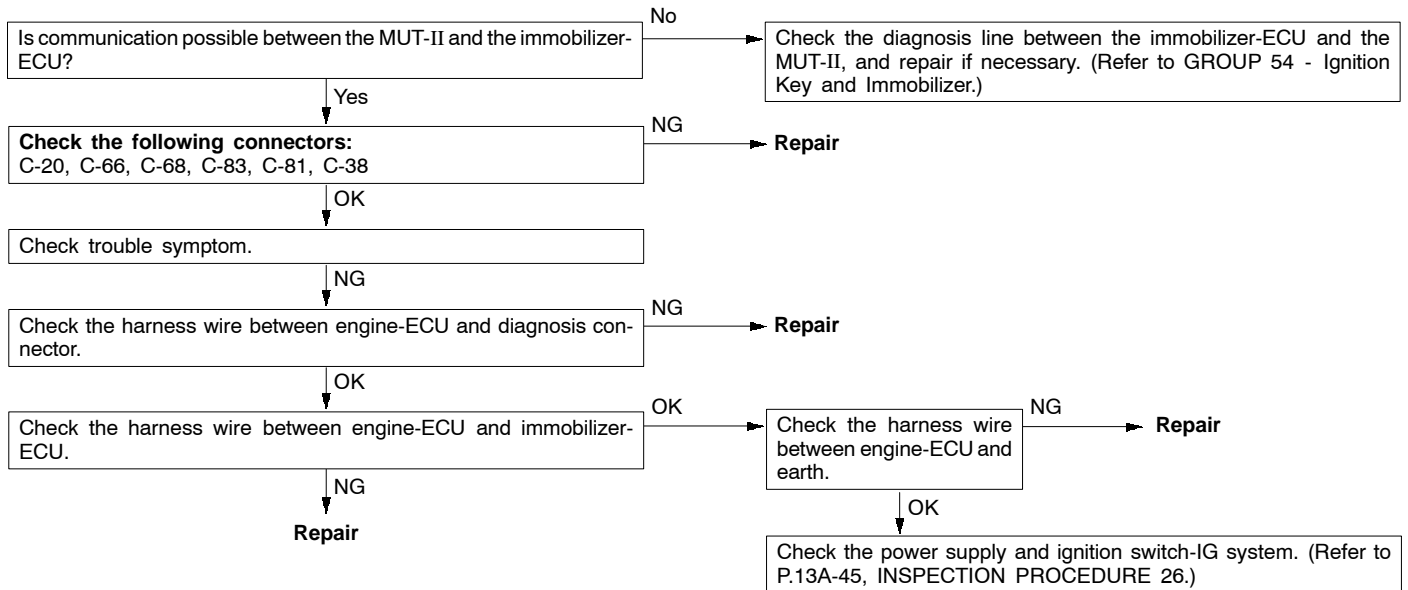 No
Is communication possible between the MUT-II and the immobilizer-
ECU?
Check the diagnosis line between the immobilizer-ECU and the
MUT-II, and repair if necessary. (Refer to GROUP 54 - Ignition
Key and Immobilizer.)
Yes
Check the following connectors:
C-20, C-66, C-68, C-83, C-81, C-38
NG
Repair
OK
Check trouble symptom.
NG
Check the harness wire between engine-ECU and diagnosis con-
nector.
NG
Repair
OK
Check the harness wire between engine-ECU and immobilizer-
ECU.
OK
Check the harness wire
between engine-ECU and
earth.
NG
Repair
NG
Repair
OK
Check the power supply and ignition switch-IG system. (Refer to
P.13A-45, INSPECTION PROCEDURE 26.)